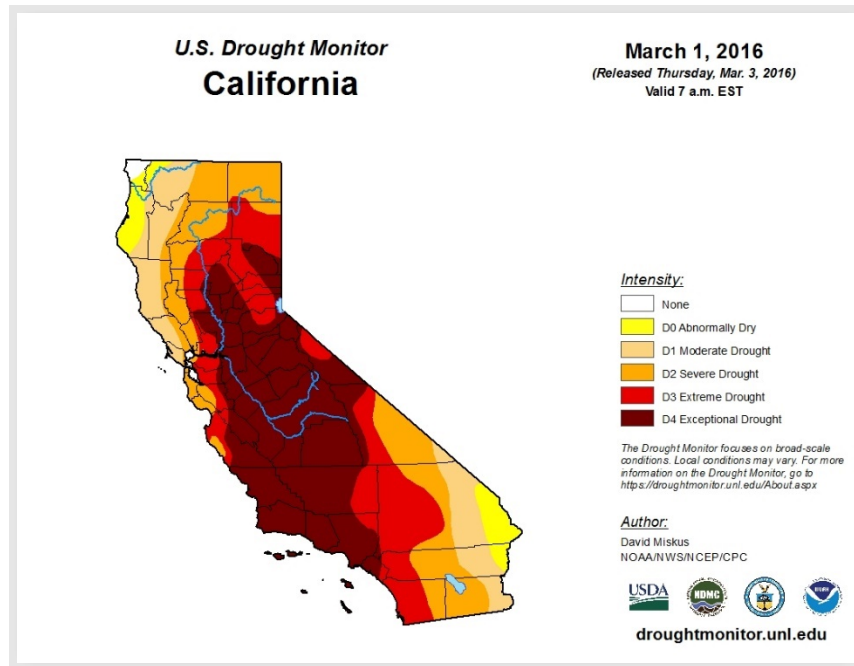 U.S. Drought Monitor
California
March 1, 2016
(Released Thursday, Mar. 3, 2016)
Valid 7 a.m. EST
Intensity:
None
D0 Abnormally Dry
D1 Moderate Drought
D2 Severe Drought
D3 Extreme Drought
D4 Exceptional Drought
The Drought Monitor focuses on broad-scale
conditions. Local conditions may vary. For more
information on the Drought Monitor, go to
https://droughtmonitor.unl.edu/About.aspx
Author:
David Miskus
NOAA/NWS/NCEP/CPC
USDA
NDMC
droughtmonitor.unl.edu